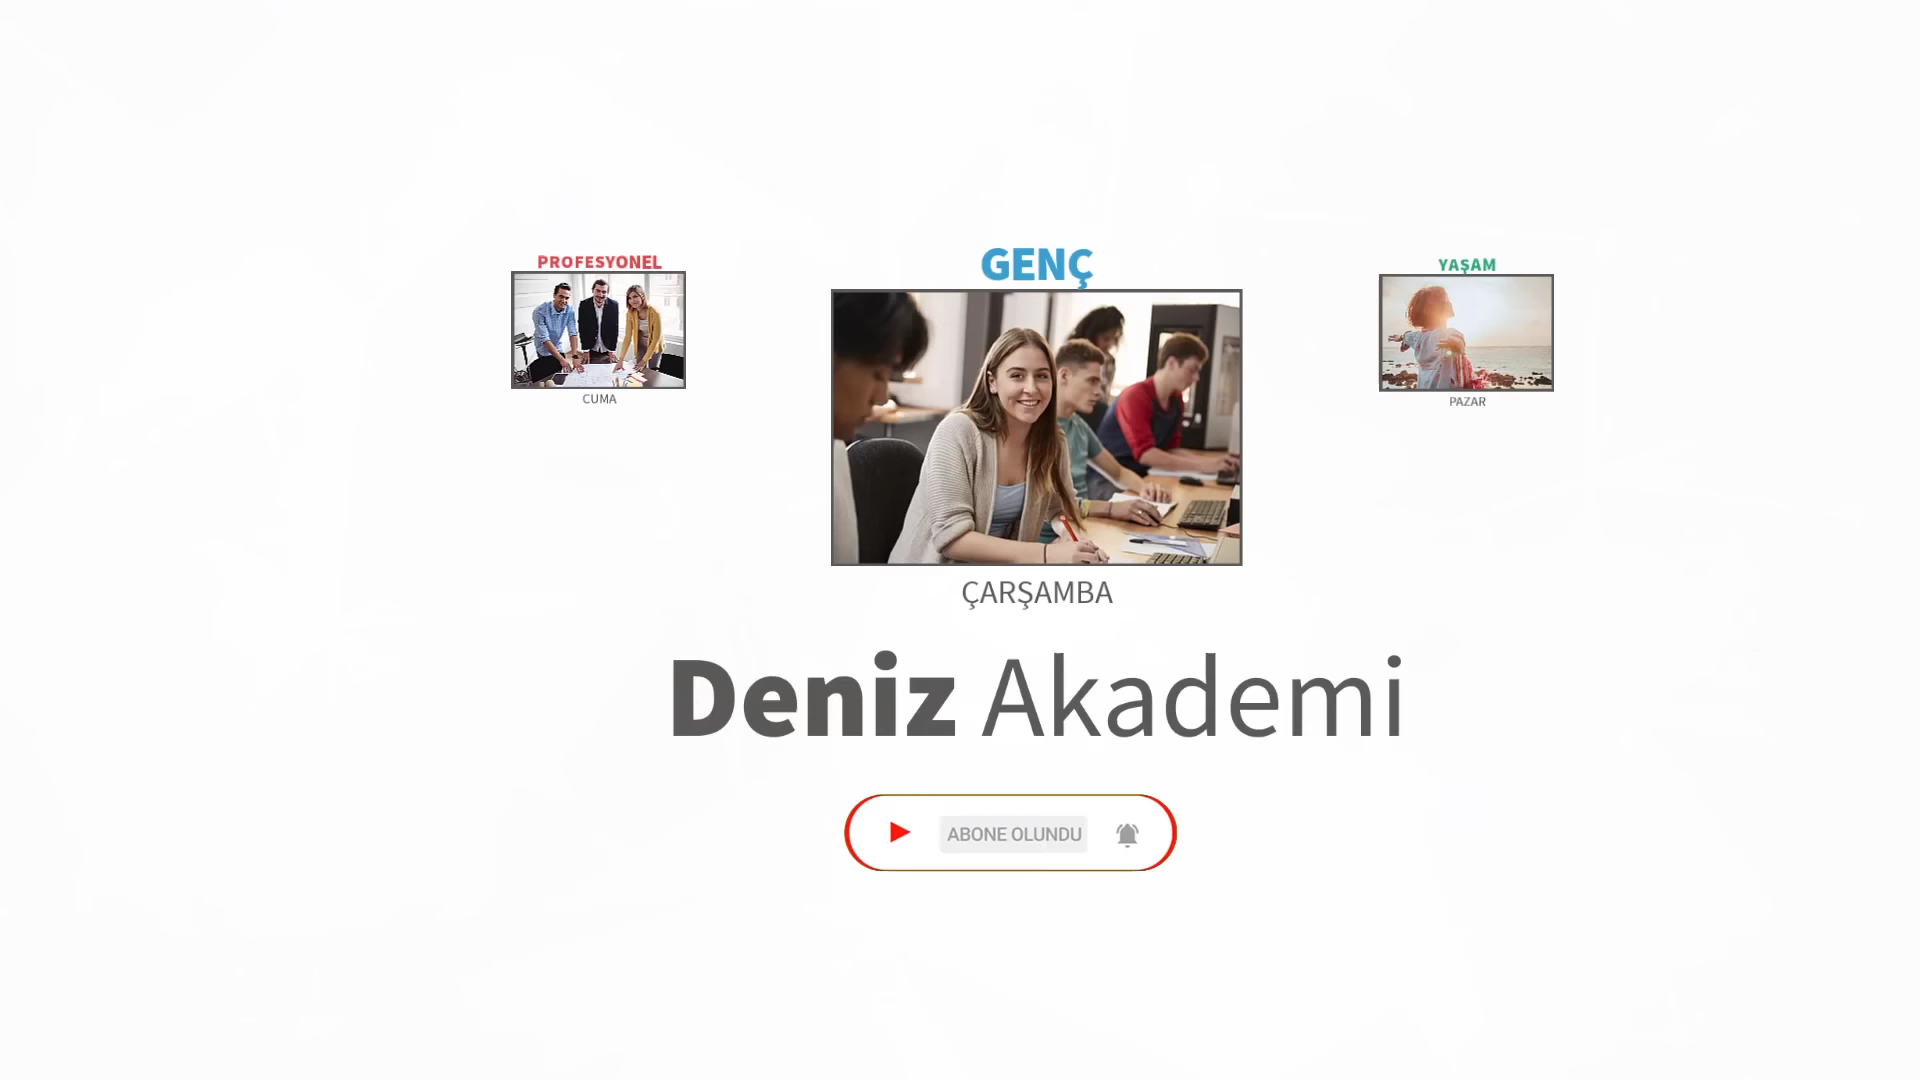 PROFESYONEL
CUMA
GENÇ
ÇARŞAMBA
YAŞAM
PAZAR
Deniz Akademi
ABONE OLUNDU